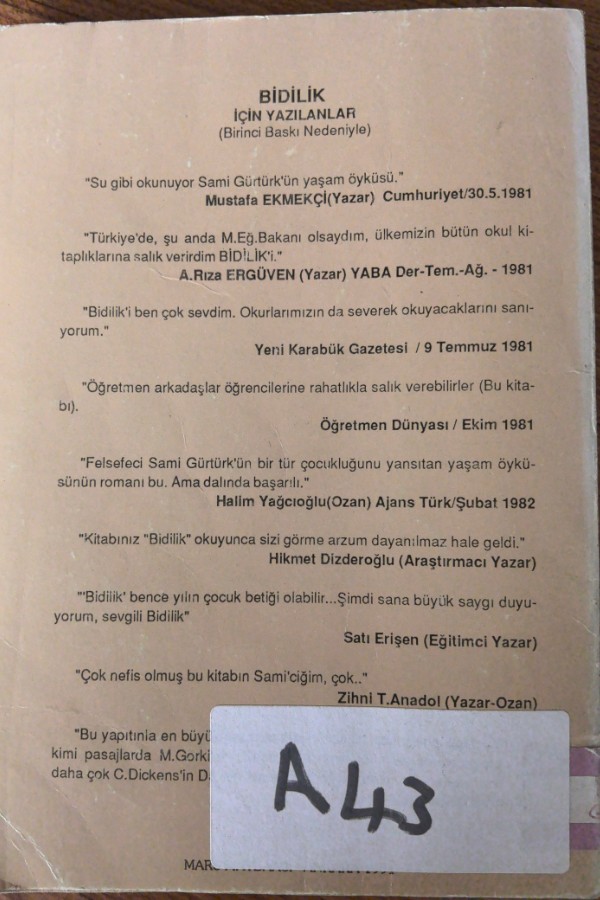 BİDİLİK
İÇİN YAZILANLAR
(Birinci Baskı Nedeniyle)
"Su gibi okunuyor Sami Gürtürk'ün yaşam öyküsü."
Mustafa EKMEKÇİ(Yazar) Cumhuriyet/30.5.1981
"Türkiye'de, şu anda M.Eğ.Bakanı olsaydım, ülkemizin bütün okul ki-
taplıklarına salık verirdim BİDİLİK'i."
A.Rıza ERGÜVEN (Yazar) YABA Der-Tem.-Ağ. - 1981
"Bidilik'i ben çok sevdim. Okurlarımızın da severek okuyacaklarını sanı-
yorum."
Yeni Karabük Gazetesi / 9 Temmuz 1981
"Öğretmen arkadaşlar öğrencilerine rahatlıkla salık verebilirler (Bu kita-
bı).
Öğretmen Dünyası / Ekim 1981
"Felsefeci Sami Gürtürk'ün bir tür çocukluğunu yansıtan yaşam öykü-
sünün romanı bu. Ama dalında başarılı."
Halim Yağcıoğlu(Ozan) Ajans Türk/Şubat 1982
"Kitabınız "Bidilik" okuyunca sizi görme arzum dayanılmaz hale geldi."
Hikmet Dizderoğlu (Araştırmacı Yazar)
"'Bidilik' bence yılın çocuk betiği olabilir...Şimdi sana büyük saygı duyu-
yorum, sevgili Bidilik"
Satı Erişen (Eğitimci Yazar)
"Çok nefis olmuş bu kitabın Sami'ciğim, çok.."
Zihni T.Anadol (Yazar-Ozan)
"Bu yapıtınla en büyü
kimi pasajlarda M.Gorki
daha çok C.Dickens'in D
A43